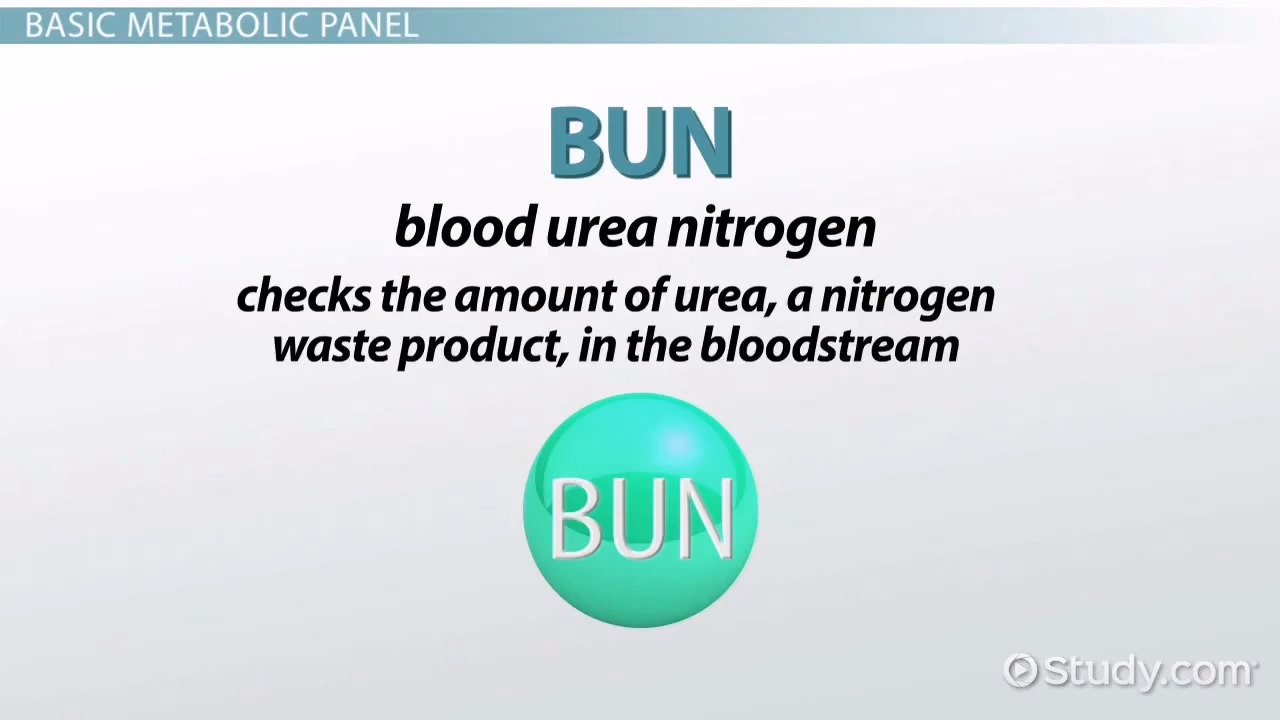 BASIC METABOLIC PANEL
BUN
blood urea nitrogen
checks the amount of urea, a nitrogen
waste product, in the bloodstream
BUN
Study.com